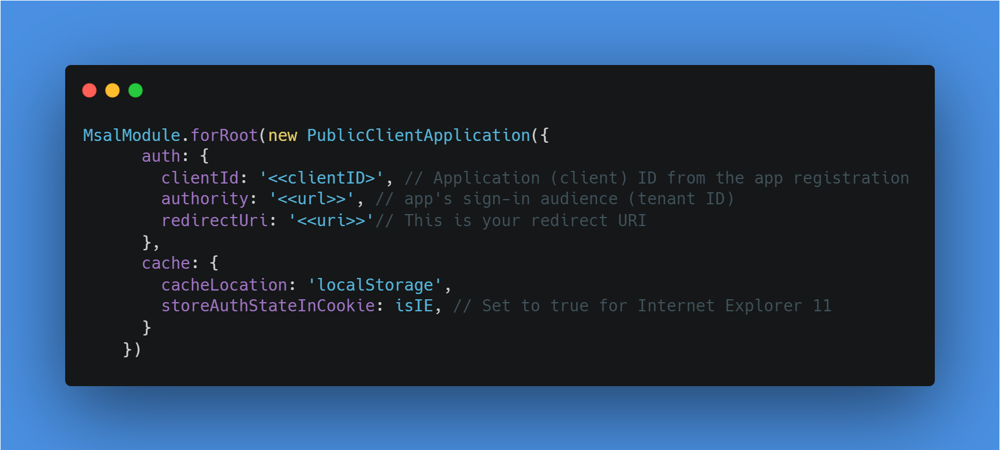 MsalModule.forRoot(new PublicClientApplication({
auth: {
clientId: '<<clientID>', // Application (client) ID from the app registration
authority: '<<url>>', // app's sign-in audience (tenant ID)
redirectUri: '<<uri>>'// This is your redirect URI
},
cache: {
cacheLocation: 'localStorage',
storeAuthStateInCookie: isIE, // Set to true for Internet Explorer 11
}
})